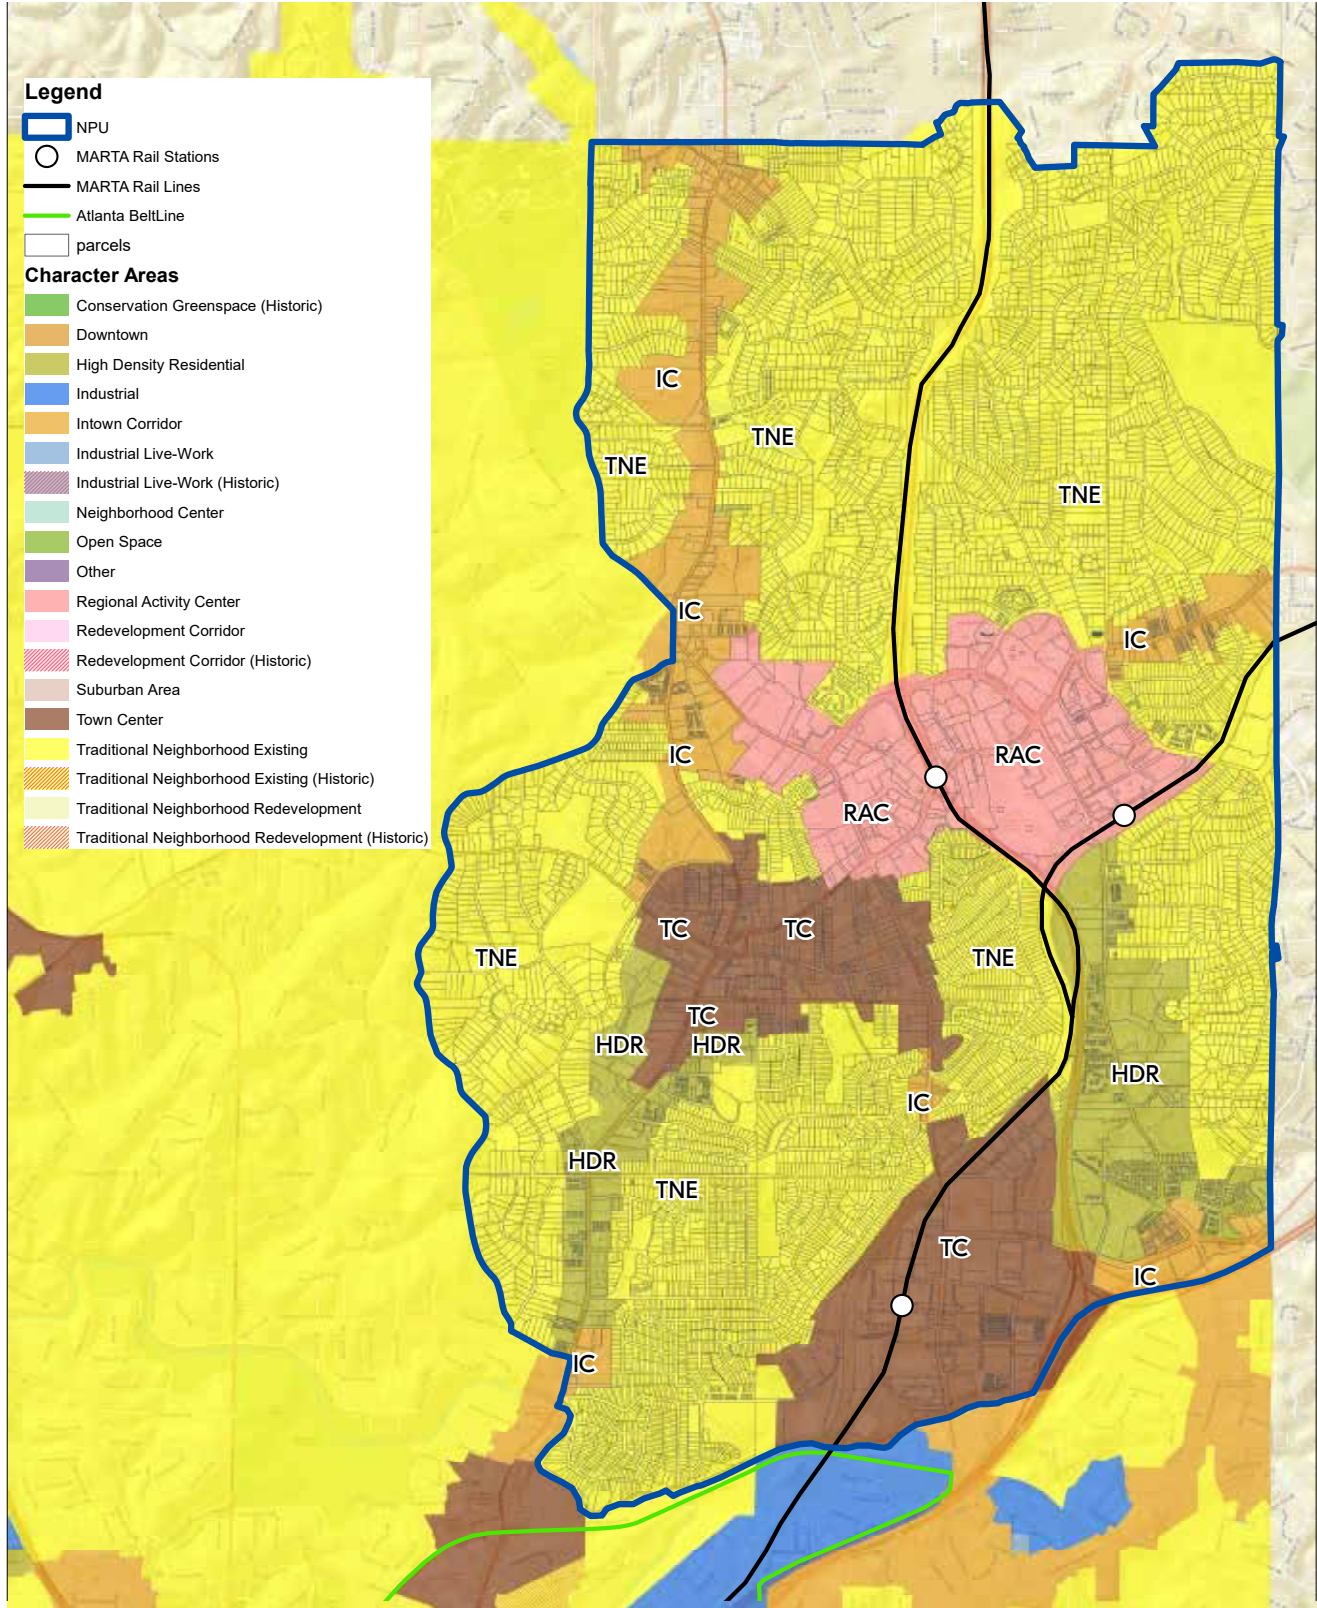 Legend
NPU
MARTA Rail Stations
MARTA Rail Lines
Atlanta BeltLine
parcels
Character Areas
Conservation Greenspace (Historic)
Downtown
High Density Residential
Industrial
Intown Corridor
Industrial Live-Work
Industrial Live-Work (Historic)
Neighborhood Center
Open Space
Other
Regional Activity Center
Redevelopment Corridor
Redevelopment Corridor (Historic)
Suburban Area
Town Center
Traditional Neighborhood Existing
Traditional Neighborhood Existing (Historic)
Traditional Neighborhood Redevelopment
Traditional Neighborhood Redevelopment (Historic)
IC
TNE
TNE
TNE
IC
IC
IC
RAC
RAC
TC
TC
TNE
TNE
TC
HDR
HDR
HDR
IC
HDR
TNE
TC
IC
IC